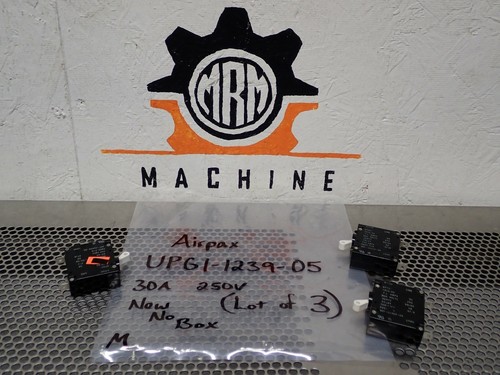 MRM
MACHINE
Airpax
UPG1-1239-05
30A 250V
New (Lot of 3)
No
Box
M